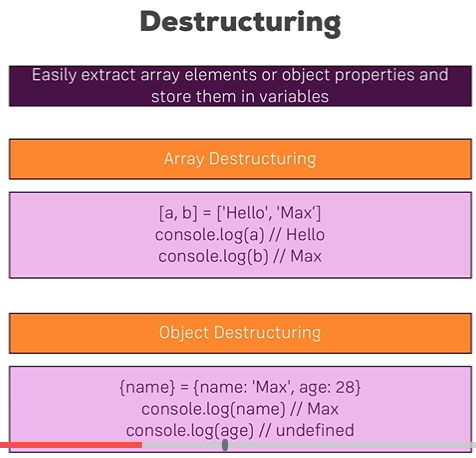 Destructuring
Easily extract array elements or object properties and
store them in variables
Array Destructuring
[a, b] = ['Hello', 'Max']
console.log(a) // Hello
console.log(b) // Max
Object Destructuring
{name} = {name: 'Max', age: 28}
console.log(name) // Max
console.log(age) // undefined